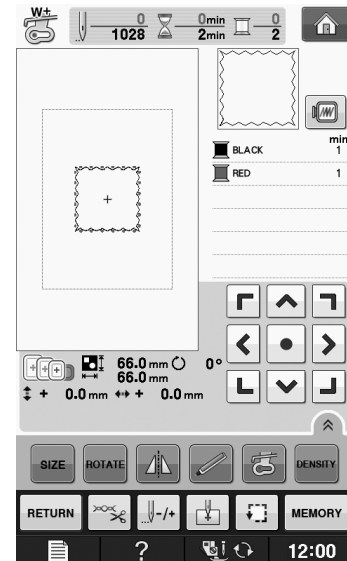 W+
0 0min 0
1028 2min 2
min
BLACK 1
RED 1
66.0 mm 0°
66.0 mm
+ 0.0 mm + 0.0 mm
SIZE ROTATE DENSITY
RETURN -/+ MEMORY
? 12:00